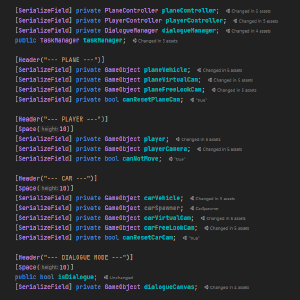 [SerializeField] private PlaneController planeController; Changed in 5 assets
[SerializeField] private PlayerController playerController; Changed in 5 assets
[SerializeField] private DialogueManager dialogueManager; Changed in 4 assets
public TaskManager taskManager; Changed in 5 assets
[Header("--- PLANE ---")]
[SerializeField] private GameObject planeVehicle; Changed in 5 assets
[SerializeField] private GameObject planeVirtualCam; Changed in 5 assets
[SerializeField] private GameObject planeFreeLookCam; Changed in 5 assets
[SerializeField] private bool canResetPlaneCam; "true"
[Header("--- PLAYER ---")]
[Space( height: 10)]
[SerializeField] private GameObject player; Changed in 5 assets
[SerializeField] private GameObject playerCamera; Changed in 5 assets
[SerializeField] private bool canNotMove; "true"
[Header("--- CAR ---")]
[Space( height: 10)]
[SerializeField] private GameObject carVehicle; Changed in 5 assets
[SerializeField] private GameObject carSpawner; CarSpawner
[SerializeField] private GameObject carVirtualCam; Changed in 5 assets
[SerializeField] private GameObject carFreeLookCam; Changed in 5 assets
[SerializeField] private bool canResetCarCam; "true"
[Header("--- DIALOGUE MODE ---")]
[Space( height: 10)]
public bool isDialogue; Unchanged
[SerializeField] private GameObject dialogueCanvas; Changed in 5 assets